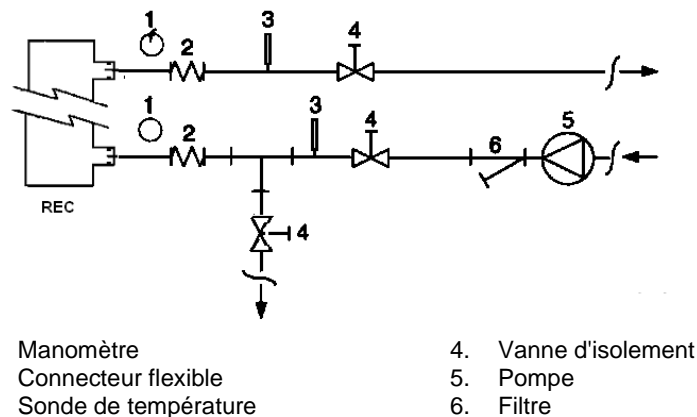 1
2
3
4
1
2
3
4
5
6
REC
4
Manomètre
Connecteur flexible
Sonde de température
4. Vanne d'isolement
5. Pompe
6. Filtre